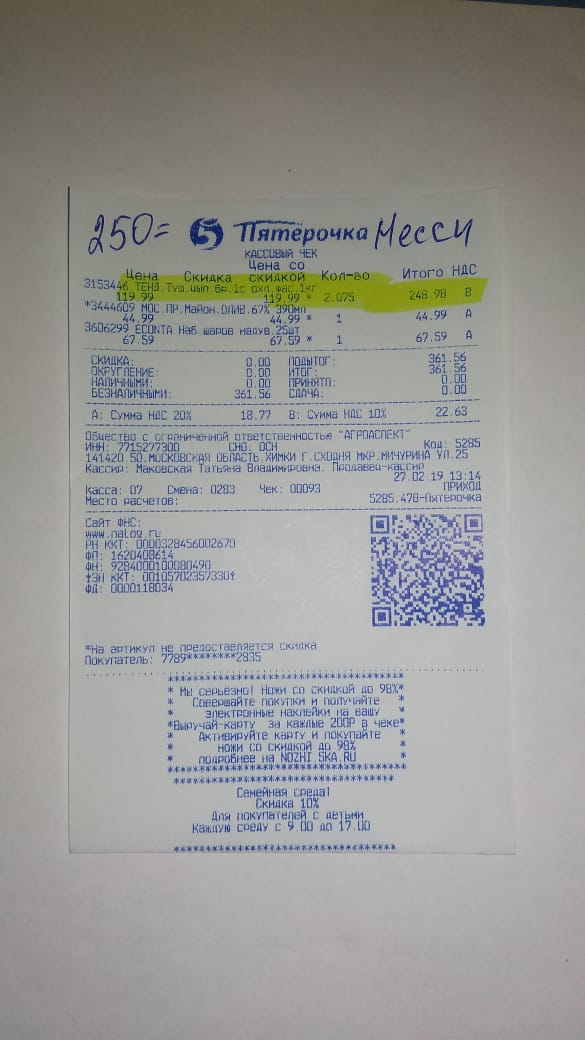 250= 5 Пятёрочка Месси
КАССОВЫЙ ЧЕК
Цена Скидка Цена со скидкой Кол-во Итого НДС
3153446 ТЕНД.Туш.цып.бр.1с охл.фас.1кг
119.99 119.99 * 2.075 248.98 В
*3444609 МОС.ПР.Майон.ОЛИВ.67% 390мл
44.99 44.99 * 1 44.99 А
3606299 ECONTA Наб.шаров надув.25шт
67.59 67.59 * 1 67.59 А
СКИДКА: 0.00 ПОДЫТОГ: 361.56
ОКРУГЛЕНИЕ: 0.00 ИТОГ: 361.56
НАЛИЧНЫМИ: 0.00 ПРИНЯТО: 0.00
БЕЗНАЛИЧНЫМИ: 361.56 СДАЧА: 0.00
А: Сумма НДС 20% 18.77 В: Сумма НДС 10% 22.63
Общество с ограниченной ответственностью "АГРОАСПЕКТ"
ИНН: 7715277300 СНО: ОСН Код: 5285
141420,50,МОСКОВСКАЯ ОБЛАСТЬ,ХИМКИ Г,СХОДНЯ МКР,МИЧУРИНА УЛ,25
Кассир: Маковская Татьяна Владимировна, Продавец-кассир
27.02.19 13:14
Касса: 07 Смена: 0283 Чек: 00093 ПРИХОД
Место расчетов: 5285,478-Пятерочка
Сайт ФНС:
www.nalog.ru
РН ККТ: 0000328456002670
ФП: 1620408614
ФН: 9284000100080490
†ЗН ККТ: 00105702357330†
ФД: 0000118034
*На артикул не предоставляется скидка
Покупатель: 7789********2835
************************************
* Мы серьёзно! Ножи со скидкой до 98%*
* Совершайте покупки и получайте *
* электронные наклейки на вашу *
*Выручай-карту за каждые 200Р в чеке*
* Активируйте карту и покупайте *
* ножи со скидкой до 98% *
* подробнее на NOZHI 5KA.RU *
************************************
************************************
Семейная среда!
Скидка 10%
Для покупателей с детьми
Каждую среду с 9.00 до 17.00
************************************